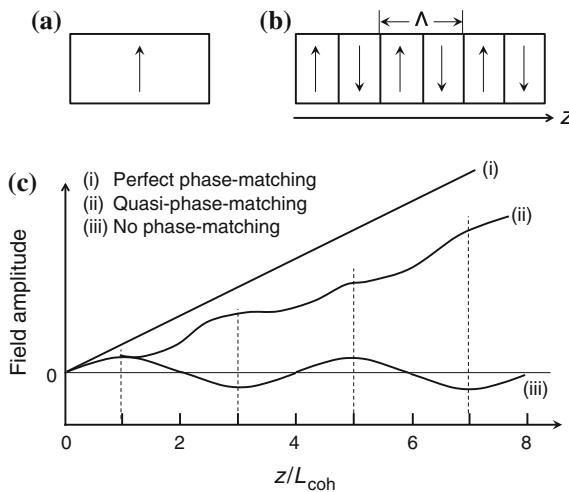 (a)
(b)
Λ
z
(c)
(i) Perfect phase-matching
(ii) Quasi-phase-matching
(iii) No phase-matching
(i)
(ii)
(iii)
Field amplitude
0
0 2 4 6 8
z/L_coh